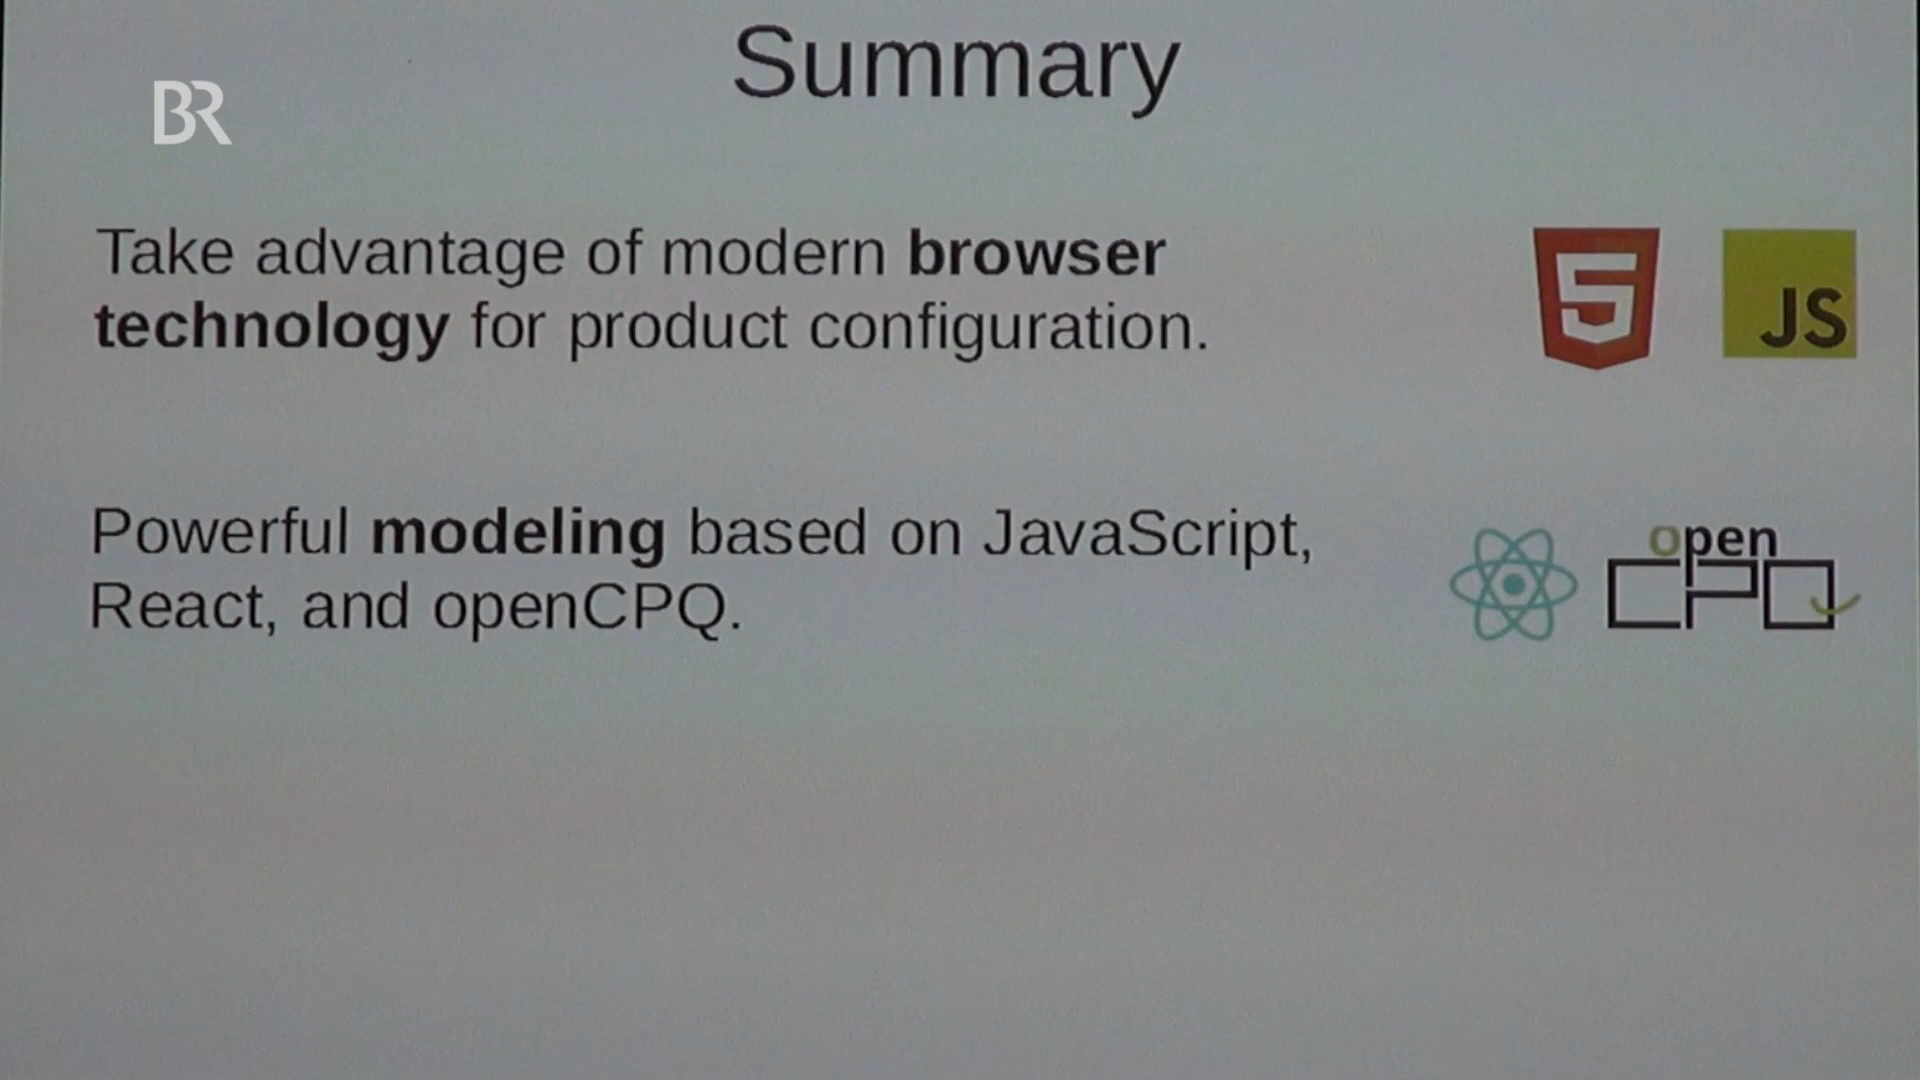 Summary
BR
Take advantage of modern browser
technology for product configuration.
5
JS
Powerful modeling based on JavaScript,
React, and openCPQ.
open
CPQ